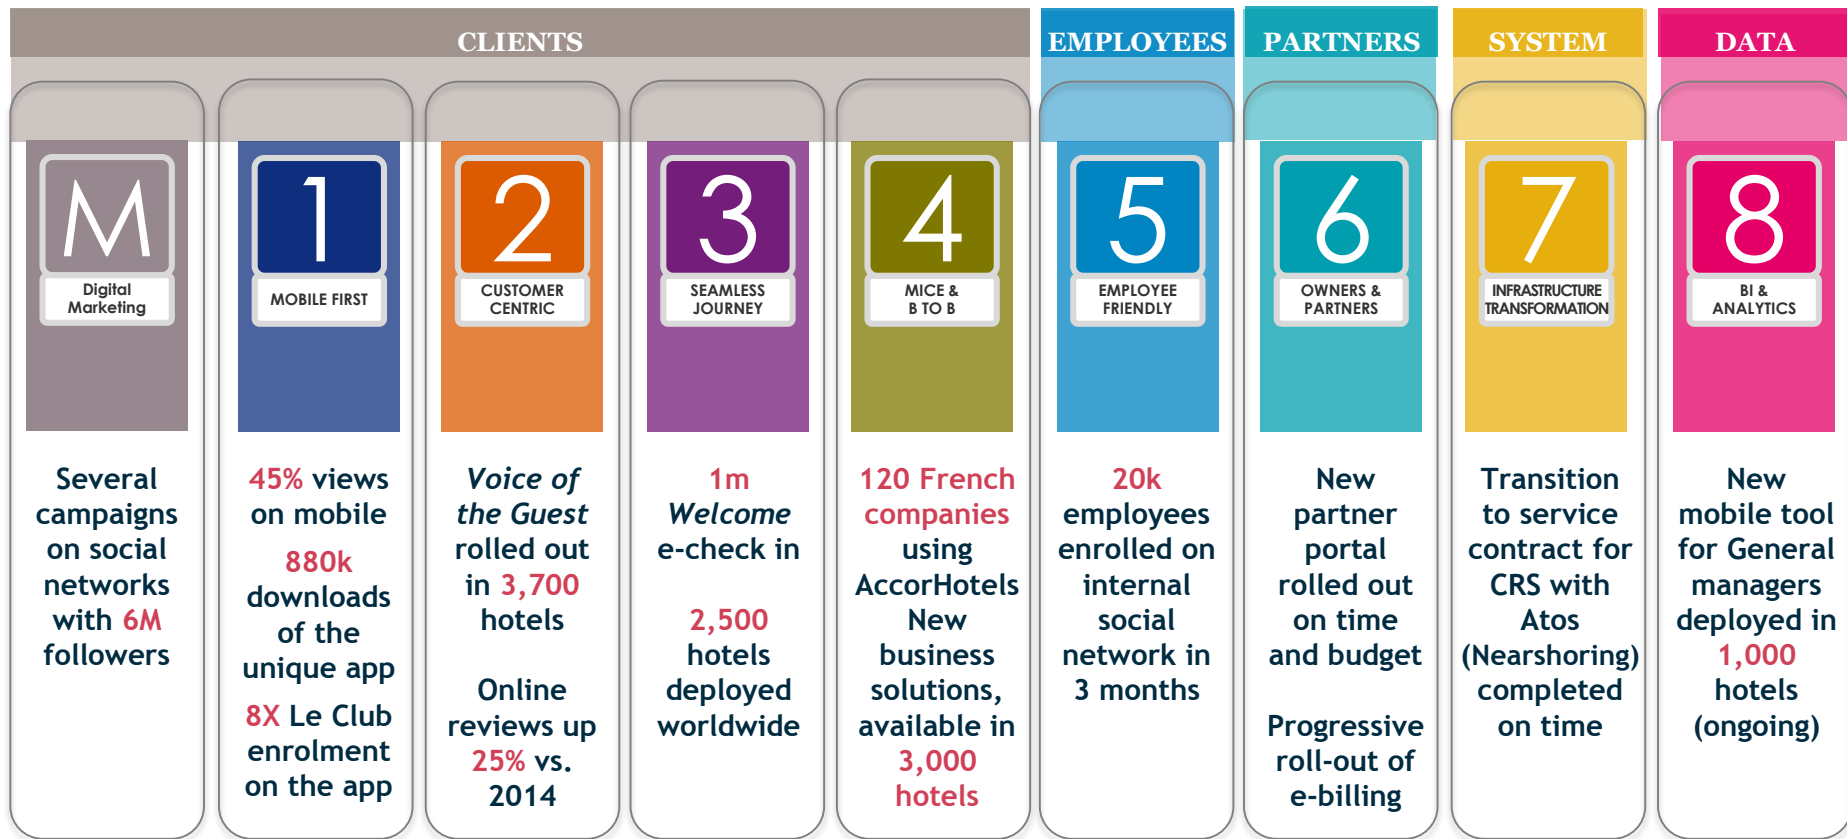 CLIENTS
EMPLOYEES
PARTNERS
SYSTEM
DATA
M
Digital
Marketing
Several
campaigns
on social
networks
with 6M
followers
1
MOBILE FIRST
45% views
on mobile
880k
downloads
of the
unique app
8X Le Club
enrolment
on the app
2
CUSTOMER
CENTRIC
Voice of
the Guest
rolled out
in 3,700
hotels
Online
reviews up
25% vs.
2014
3
SEAMLESS
JOURNEY
1m
Welcome
e-check in
2,500
hotels
deployed
worldwide
4
MICE &
B TO B
120 French
companies
using
AccorHotels
New
business
solutions,
available in
3,000
hotels
5
EMPLOYEE
FRIENDLY
20k
employees
enrolled on
internal
social
network in
3 months
6
OWNERS &
PARTNERS
New
partner
portal
rolled out
on time
and budget
Progressive
roll-out of
e-billing
7
INFRASTRUCTURE
TRANSFORMATION
Transition
to service
contract for
CRS with
Atos
(Nearshoring)
completed
on time
8
BI &
ANALYTICS
New
mobile tool
for General
managers
deployed in
1,000
hotels
(ongoing)